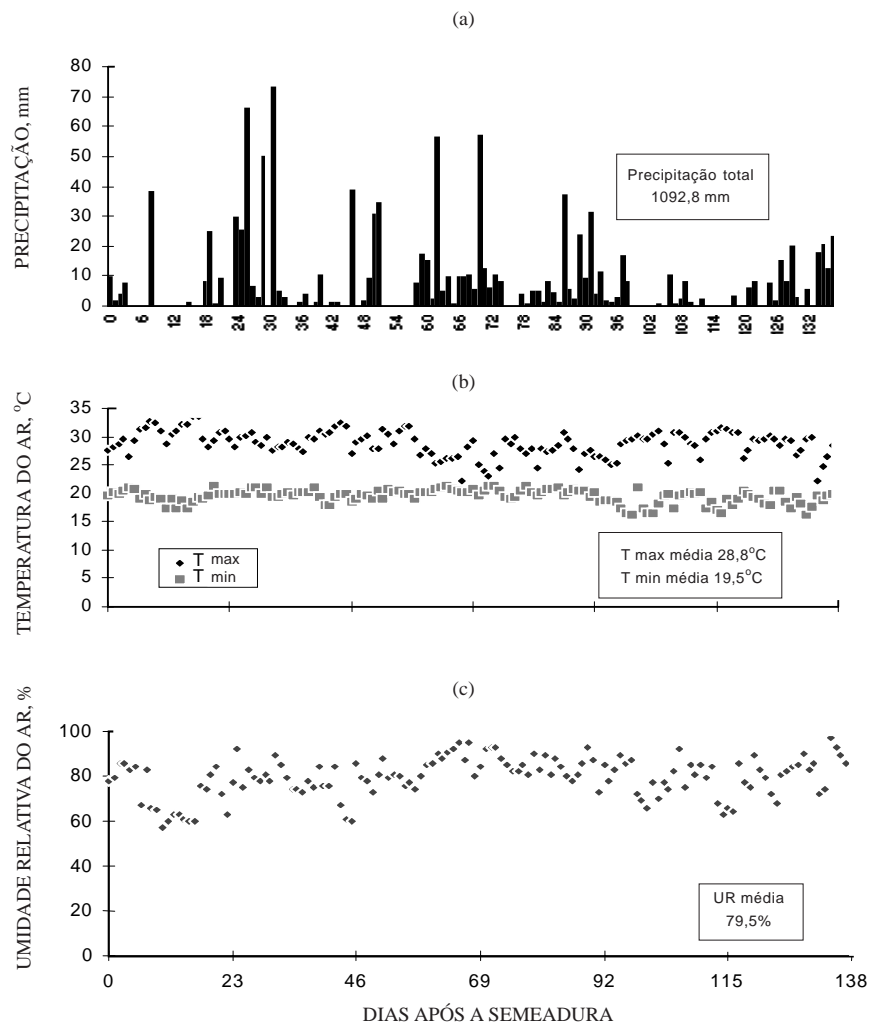 (a)
PRECIPITAÇÃO, mm
80
70
60
50
40
30
20
10
0
Precipitação total
1092,8 mm
0 6 12 18 24 30 36 42 48 54 60 66 72 78 84 90 96 102 108 114 120 126 132
(b)
TEMPERATURA DO AR, ºC
35
30
25
20
15
10
5
0
T max
T min
T max média 28,8ºC
T min média 19,5ºC
(c)
UMIDADE RELATIVA DO AR, %
100
80
60
40
20
0
UR média
79,5%
0 23 46 69 92 115 138
DIAS APÓS A SEMEADURA